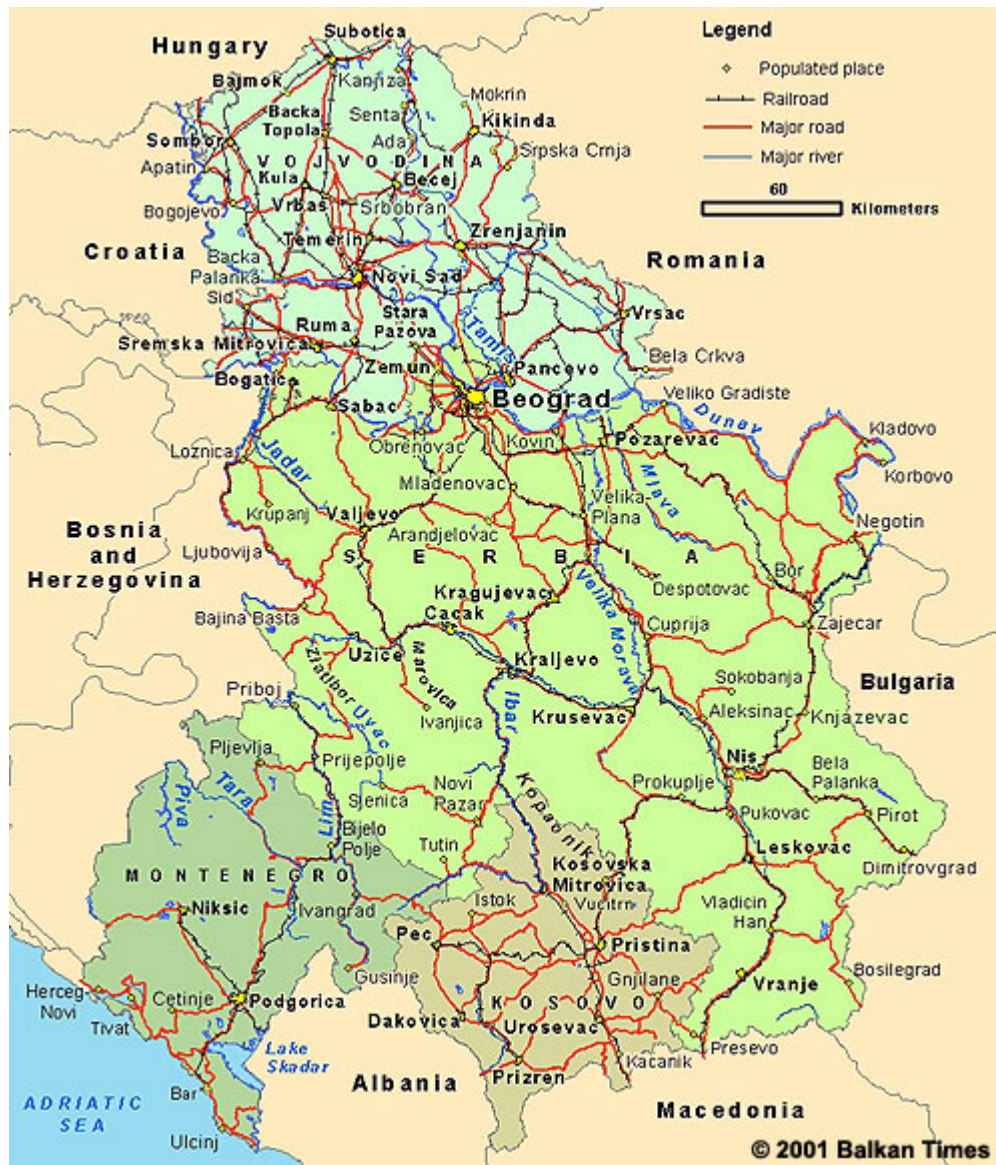 Hungary
Subotica
Legend
Populated place
Railroad
Major road
Major river
60
Kilometers
Bajmok
Kanjiza
Backa
Topola
Senta
Mokrin
Kikinda
Ada
Sombor
Srpska Crnja
Apatin
VOJVODINA
Kula
Becej
Bogojevo
Vrbas
Srbobran
Croatia
Temerin
Zrenjanin
Romania
Backa
Palanka
Novi Sad
Sid
Stara
Pazova
Ruma
Tamis
Vrsac
Sremska Mitrovica
Zemun
Pancevo
Bela Crkva
Bogatic
Beograd
Veliko Gradiste
Sabac
Dunav
Obrenovac
Kovin
Pozarevac
Kladovo
Loznica
Jadar
Korbovo
Mladenovac
Mlava
Krupanj
Valjevo
Velika-
Plana
Negotin
Bosnia
and
Herzegovina
Arandjelovac
Ljubovija
SERBIA
Bor
Despotovac
Kragujevac
Velika Morava
Bajina Basta
Cacak
Cuprija
Zajecar
Uzice
Marovica
Kraljevo
Zlatibor
Uvac
Sokobanja
Bulgaria
Priboj
Ivanjica
Ibar
Krusevac
Aleksinac
Knjazevac
Pljevlja
Prijepolje
Nis
Bela
Palanka
Tara
Piva
Sjenica
Novi
Razar
Kopaonik
Prokuplje
Lim
Pukovac
Pirot
Bijelo
Polje
Tutin
Leskovac
Dimitrovgrad
MONTENEGRO
Kosovska
Mitrovica
Niksic
Ivangrad
Istok
Vucitrn
Vladicin
Han
Pec
Pristina
Gusinje
Gnjilane
Vranje
Bosilegrad
Herceg-
Novi
Cetinje
Podgorica
KOSOVO
Tivat
Dakovica
Urosevac
Presevo
Lake
Skadar
Kacanik
Bar
Albania
Prizren
ADRIATIC
SEA
Macedonia
Ulcinj
© 2001 Balkan Times